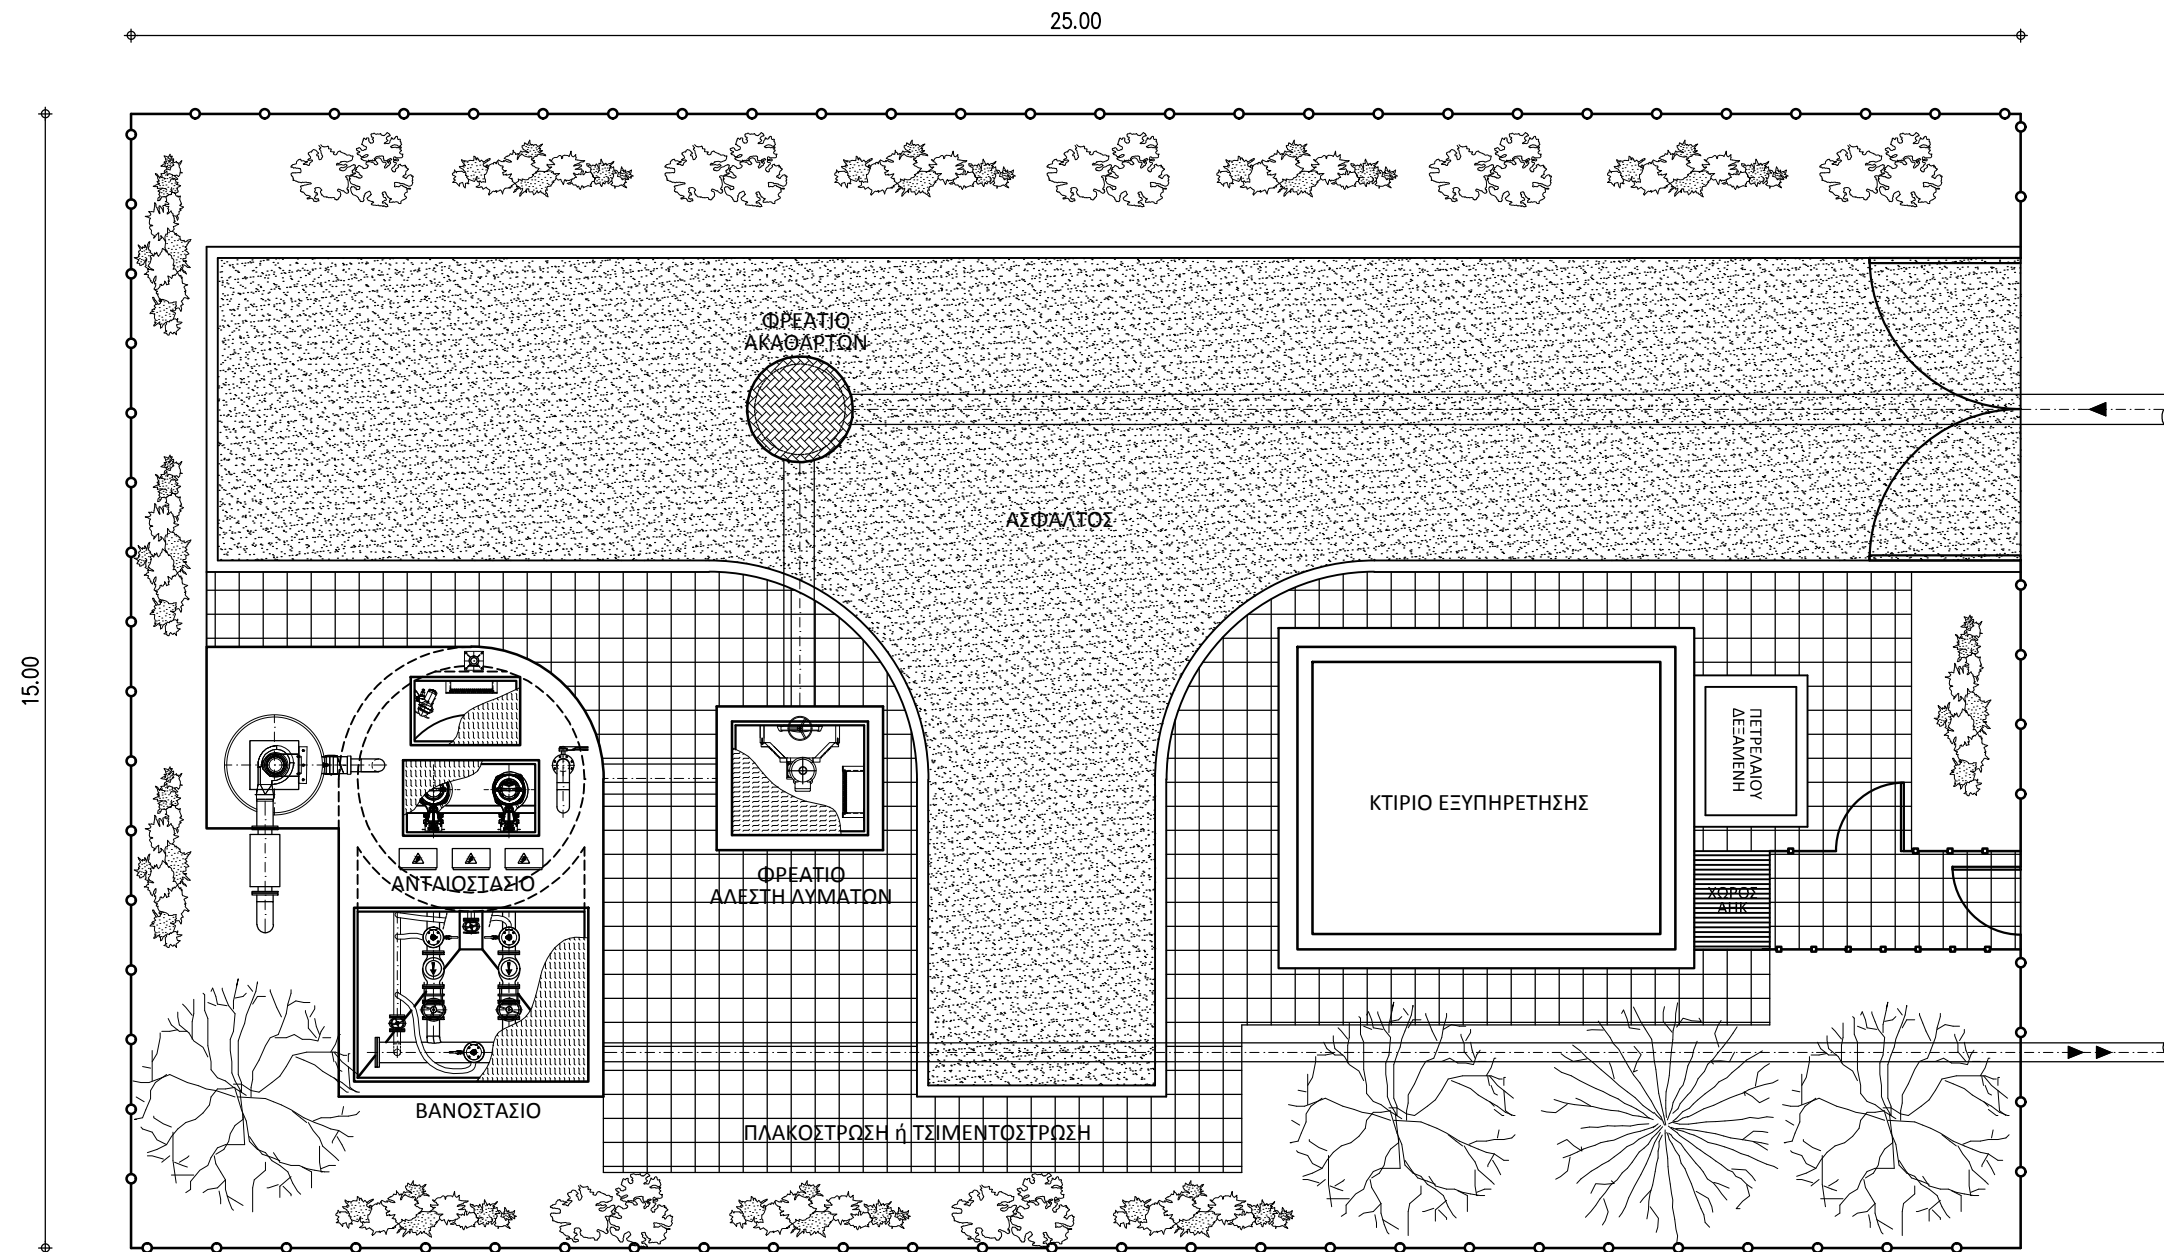 25.00
15.00
ΦΡΕΑΤΙΟ
ΑΚΑΘΑΡΤΩΝ
ΑΣΦΑΛΤΟΣ
ΠΕΤΡΕΛΑΙΟΥ
ΔΕΞΑΜΕΝΗ
ΚΤΙΡΙΟ ΕΞΥΠΗΡΕΤΗΣΗΣ
ΦΡΕΑΤΙΟ
ΑΛΕΣΤΗ ΛΥΜΑΤΩΝ
ΑΝΤΛΙΟΣΤΑΣΙΟ
ΧΩΡΟΣ
ΑΗΚ
ΒΑΝΟΣΤΑΣΙΟ
ΠΛΑΚΟΣΤΡΩΣΗ ή ΤΣΙΜΕΝΤΟΣΤΡΩΣΗ